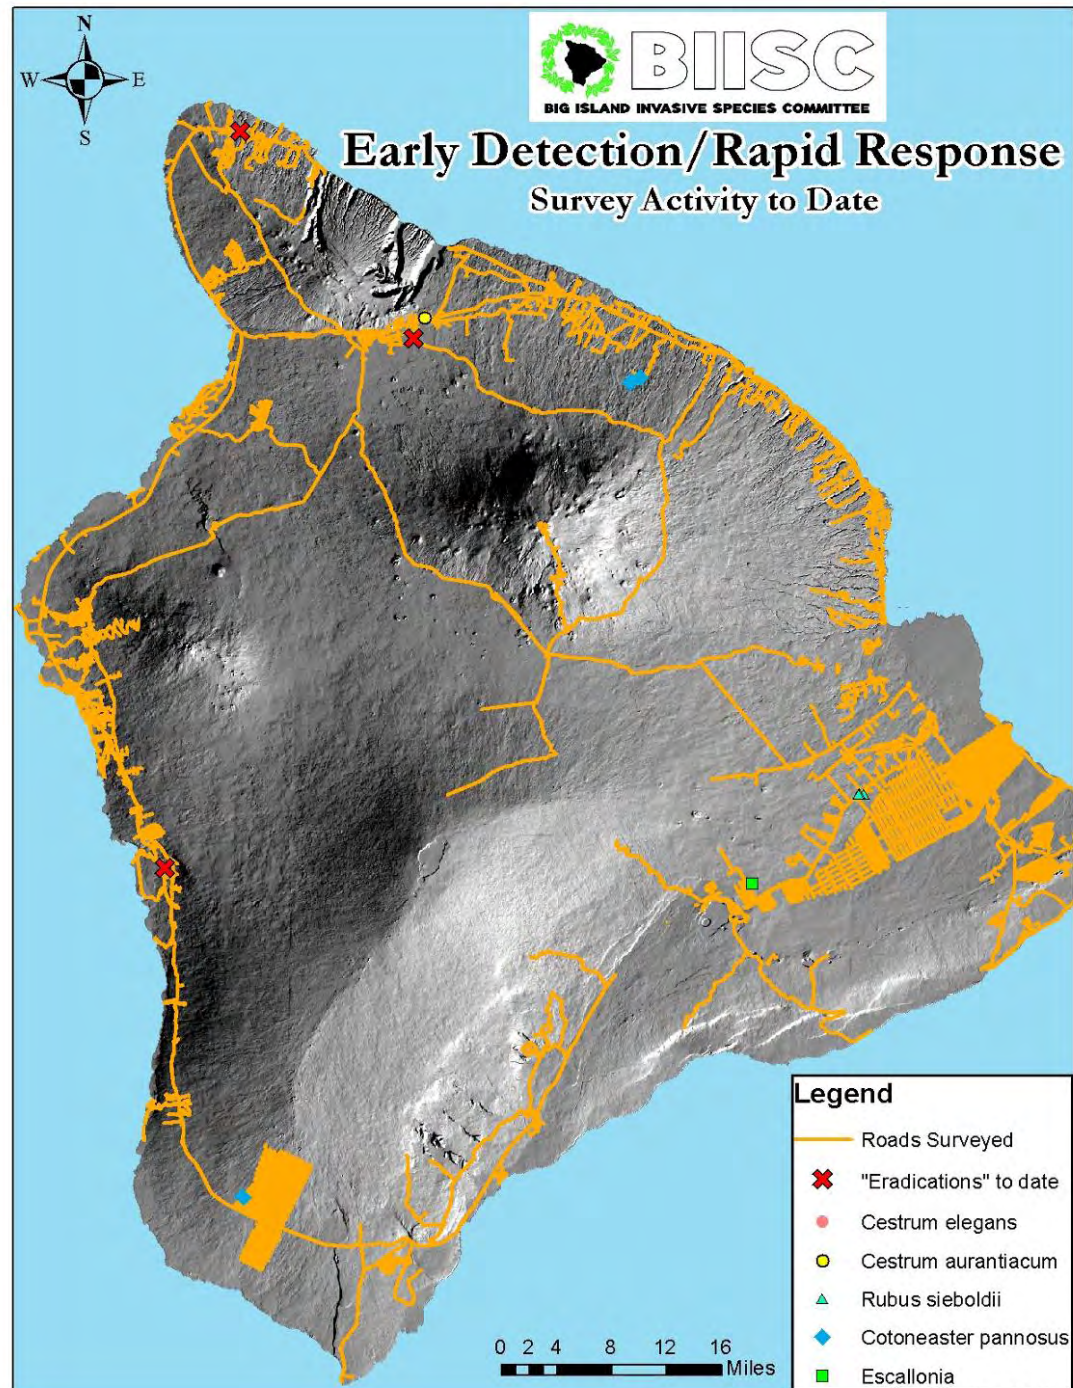 N
W E
S
BIISC
BIG ISLAND INVASIVE SPECIES COMMITTEE
Early Detection/Rapid Response
Survey Activity to Date
Legend
Roads Surveyed
"Eradications" to date
Cestrum elegans
Cestrum aurantiacum
Rubus sieboldii
Cotoneaster pannosus
Escallonia
0 2 4 8 12 16
Miles